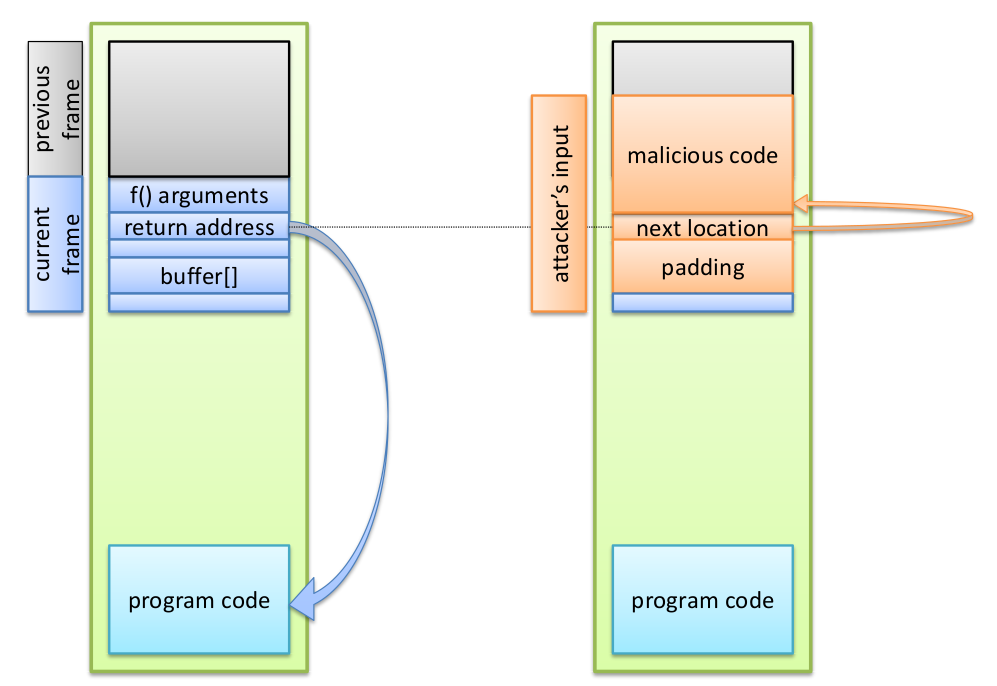 previous
frame
current
frame
f() arguments
return address
buffer[]
program code
attacker's input
malicious code
next location
padding
program code